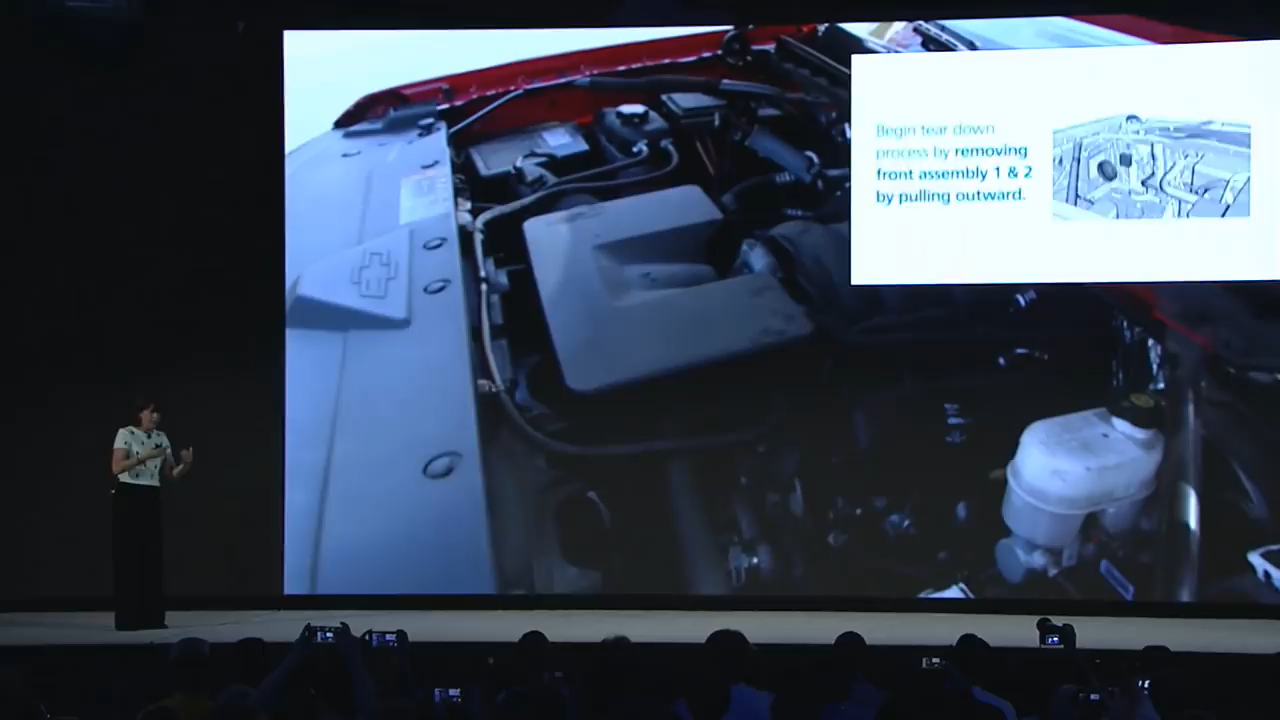 Begin tear down
process by removing
front assembly 1 & 2
by pulling outward.